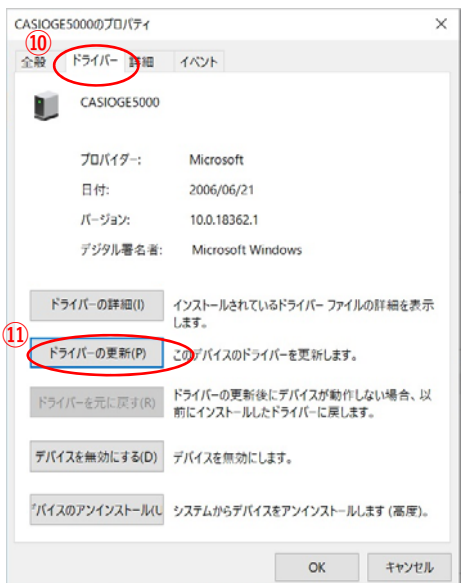 CASIOGE5000のプロパティ
⑩
全般 ドライバー 詳細 イベント
CASIOGE5000
プロバイダー: Microsoft
日付: 2006/06/21
バージョン: 10.0.18362.1
デジタル署名者: Microsoft Windows
ドライバーの詳細(I) インストールされているドライバー ファイルの詳細を表示
します。
⑪
ドライバーの更新(P) このデバイスのドライバーを更新します。
ドライバーを元に戻す(R) ドライバーの更新後にデバイスが動作しない場合、以
前にインストールしたドライバーに戻します。
デバイスを無効にする(D) デバイスを無効にします。
バイスのアンインストール(U システムからデバイスをアンインストールします (高度)。
OK キャンセル